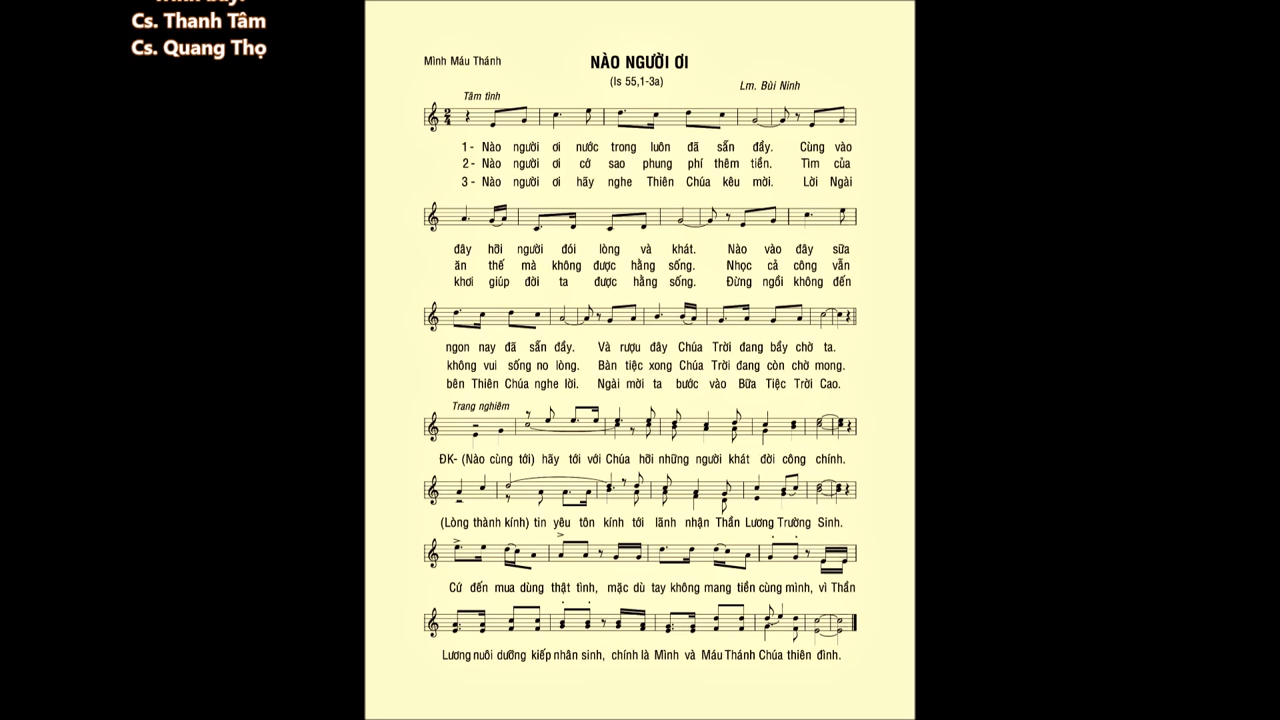 Cs. Thanh Tâm
Cs. Quang Thọ
Mình Máu Thánh
NÀO NGƯỜI ƠI
(Is 55,1-3a)
Lm. Bùi Ninh
Tâm tình
1- Nào người ơi nước trong luôn đã sẵn đầy. Cùng vào
2- Nào người ơi cớ sao phung phí thêm tiền. Tìm của
3- Nào người ơi hãy nghe Thiên Chúa kêu mời. Lời Ngài
đây hỡi người đói lòng và khát. Nào vào đây sữa
ăn thế mà không được hằng sống. Nhọc cả công vẫn
khơi giúp đời ta được hằng sống. Đừng ngồi không đến
ngon nay đã sẵn đầy. Và rượu đây Chúa Trời đang bầy chờ ta.
không vui sống no lòng. Bàn tiệc xong Chúa Trời đang còn chờ mong.
bên Thiên Chúa nghe lời. Ngài mời ta bước vào Bữa Tiệc Trời Cao.
Trang nghiêm
ĐK- (Nào cùng tới) hãy tới với Chúa hỡi những người khát đời công chính.
(Lòng thành kính) tin yêu tôn kính tới lãnh nhận Thần Lương Trường Sinh.
Cứ đến mua dùng thật tình, mặc dù tay không mang tiền cùng mình, vì Thần
Lương nuôi dưỡng kiếp nhân sinh, chính là Mình và Máu Thánh Chúa thiên đình.